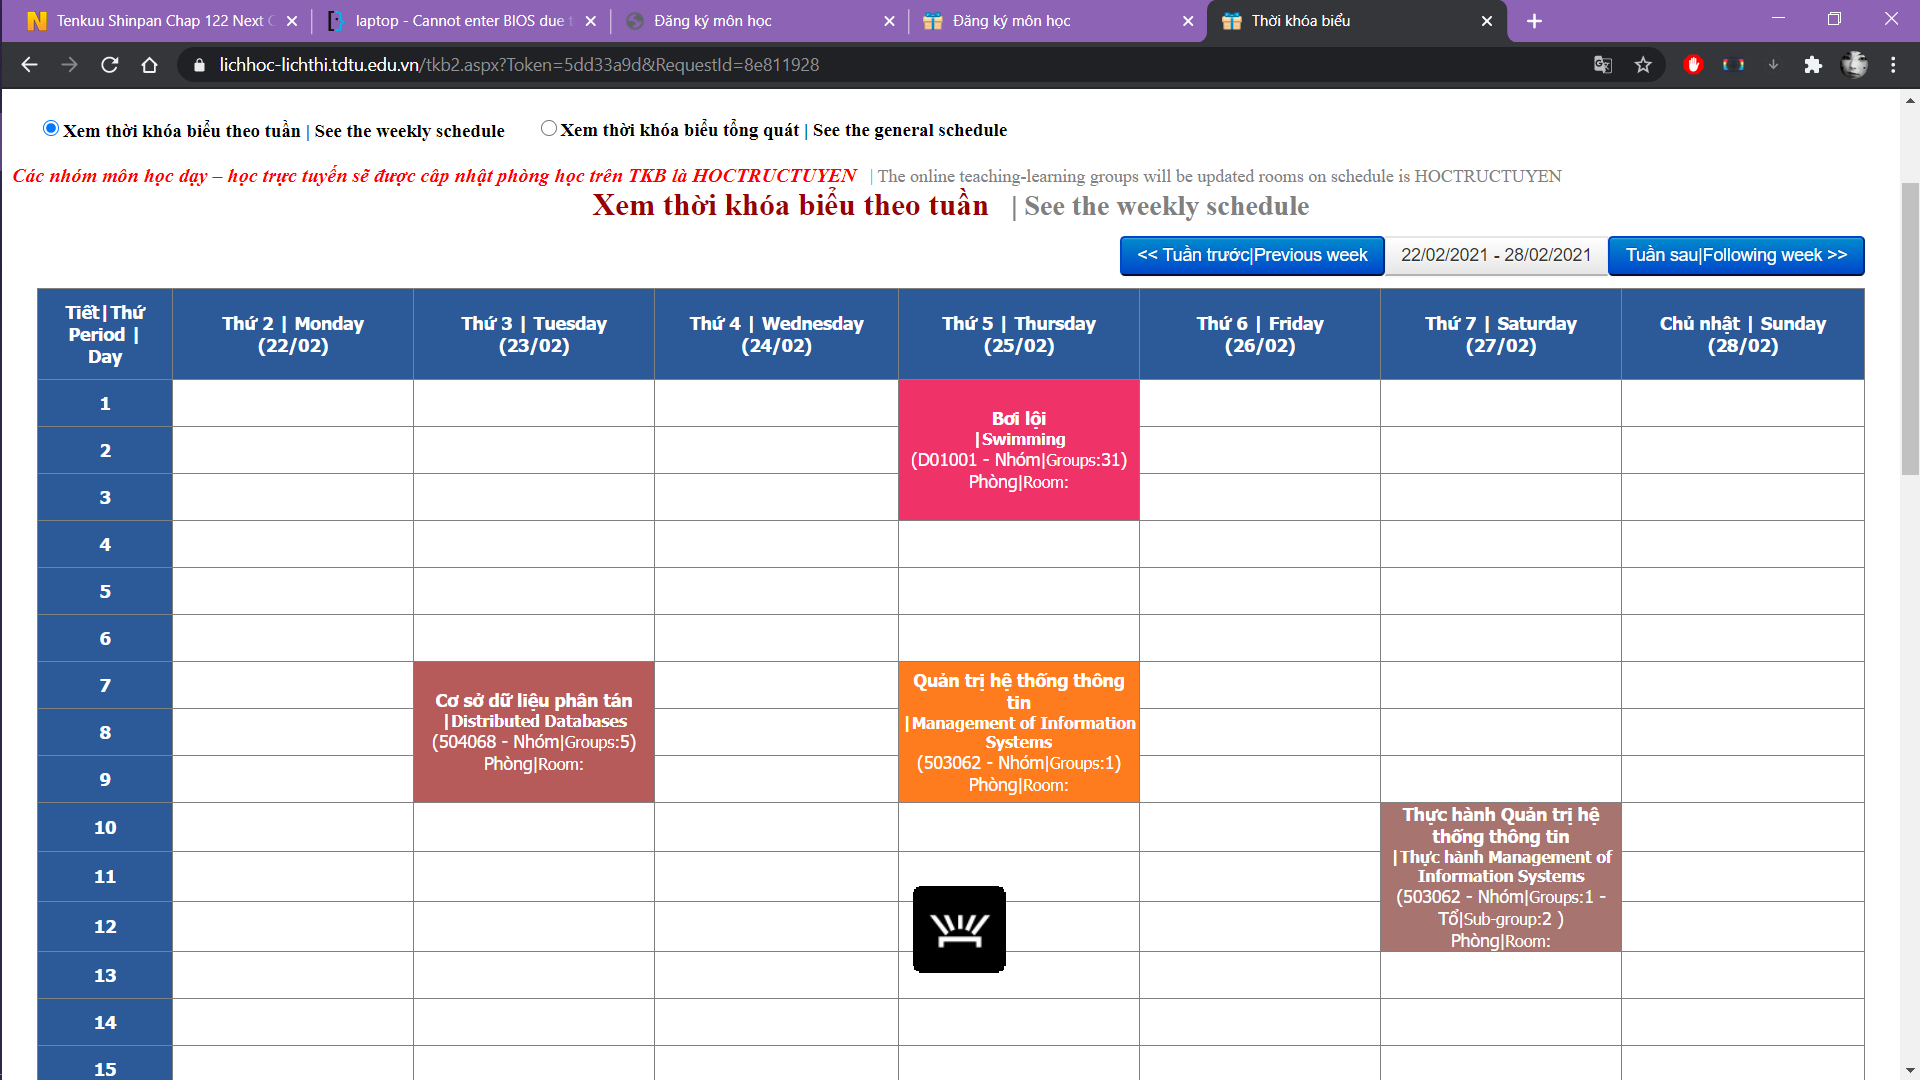 Tenkuu Shinpan Chap 122 Next C
laptop - Cannot enter BIOS due t
Đăng ký môn học
Đăng ký môn học
Thời khóa biểu
lichhoc-lichthi.tdtu.edu.vn/tkb2.aspx?Token=5dd33a9d&RequestId=8e811928
Xem thời khóa biểu theo tuần | See the weekly schedule
Xem thời khóa biểu tổng quát | See the general schedule
Các nhóm môn học dạy – học trực tuyến sẽ được cập nhật phòng học trên TKB là HOCTRUCTUYEN | The online teaching-learning groups will be updated rooms on schedule is HOCTRUCTUYEN
Xem thời khóa biểu theo tuần | See the weekly schedule
<< Tuần trước|Previous week
22/02/2021 - 28/02/2021
Tuần sau|Following week >>
Tiết|Thứ
Period |
Day
Thứ 2 | Monday
(22/02)
Thứ 3 | Tuesday
(23/02)
Thứ 4 | Wednesday
(24/02)
Thứ 5 | Thursday
(25/02)
Thứ 6 | Friday
(26/02)
Thứ 7 | Saturday
(27/02)
Chủ nhật | Sunday
(28/02)
1
2
3
Bơi lội
|Swimming
(D01001 - Nhóm|Groups:31)
Phòng|Room:
4
5
6
7
8
9
Cơ sở dữ liệu phân tán
|Distributed Databases
(504068 - Nhóm|Groups:5)
Phòng|Room:
Quản trị hệ thống thông
tin
|Management of Information
Systems
(503062 - Nhóm|Groups:1)
Phòng|Room:
10
11
12
Thực hành Quản trị hệ
thống thông tin
|Thực hành Management of
Information Systems
(503062 - Nhóm|Groups:1 -
Tổ|Sub-group:2 )
Phòng|Room:
13
14
15